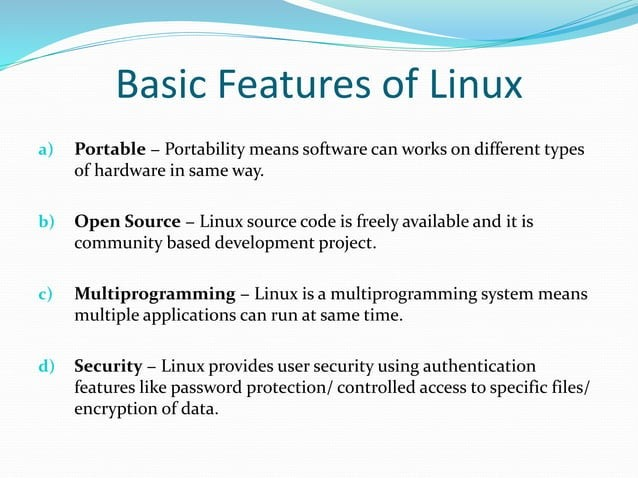 Basic Features of Linux
a) Portable – Portability means software can works on different types
of hardware in same way.
b) Open Source – Linux source code is freely available and it is
community based development project.
c) Multiprogramming – Linux is a multiprogramming system means
multiple applications can run at same time.
d) Security – Linux provides user security using authentication
features like password protection/ controlled access to specific files/
encryption of data.